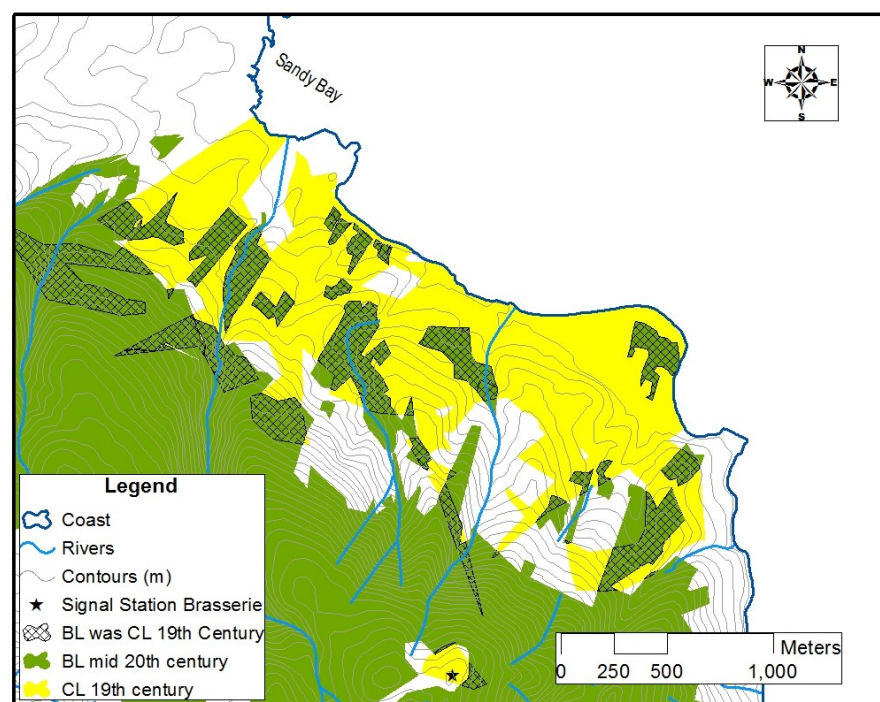 Sandy Bay
N
W E
S
Legend
Coast
Rivers
Contours (m)
Signal Station Brasserie
BL was CL 19th Century
BL mid 20th century
CL 19th century
Meters
0 250 500 1,000